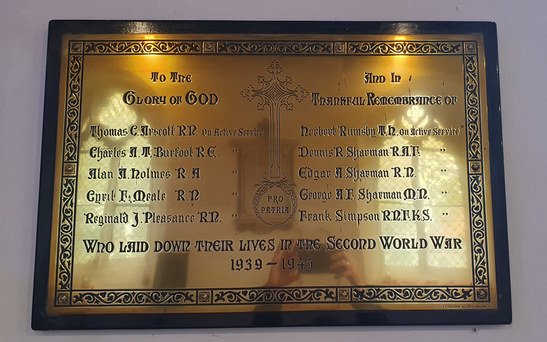 To The
Glory of GOD
And In
Thankful Remembrance of
Thomas C. Arscott R.N. on Active Service
Charles A.T. Burfoot R.E. "
Alan A. Holmes R A "
Cyril F. Meale R N "
Reginald J. Pleasance R.N. "
Norbert Rumsby T.N. on Active Service
Dennis R. Sharman R.A.F. "
Edgar A. Sharman R.N. "
George A.F. Sharman M.N. "
Frank Simpson R.N.F.K.S. "
PRO
PATRIA
WHO LAID DOWN THEIR LIVES IN THE SECOND WORLD WAR
1939 — 1945